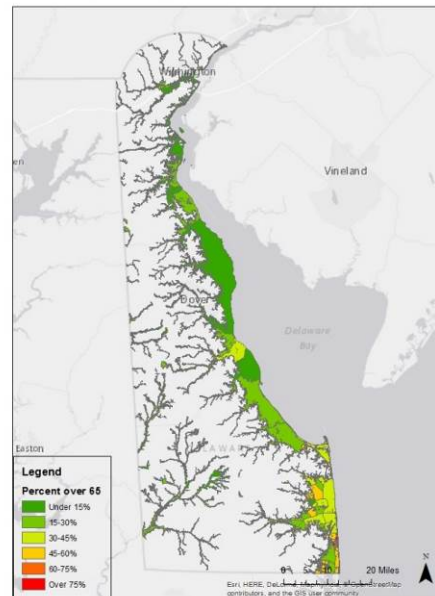 Wilmington
Vineland
Dover
Delaware
Bay
Easton
Legend
Percent over 65
Under 15%
15-30%
30-45%
45-60%
60-75%
Over 75%
20 Miles
N
contributors, and the GIS user community